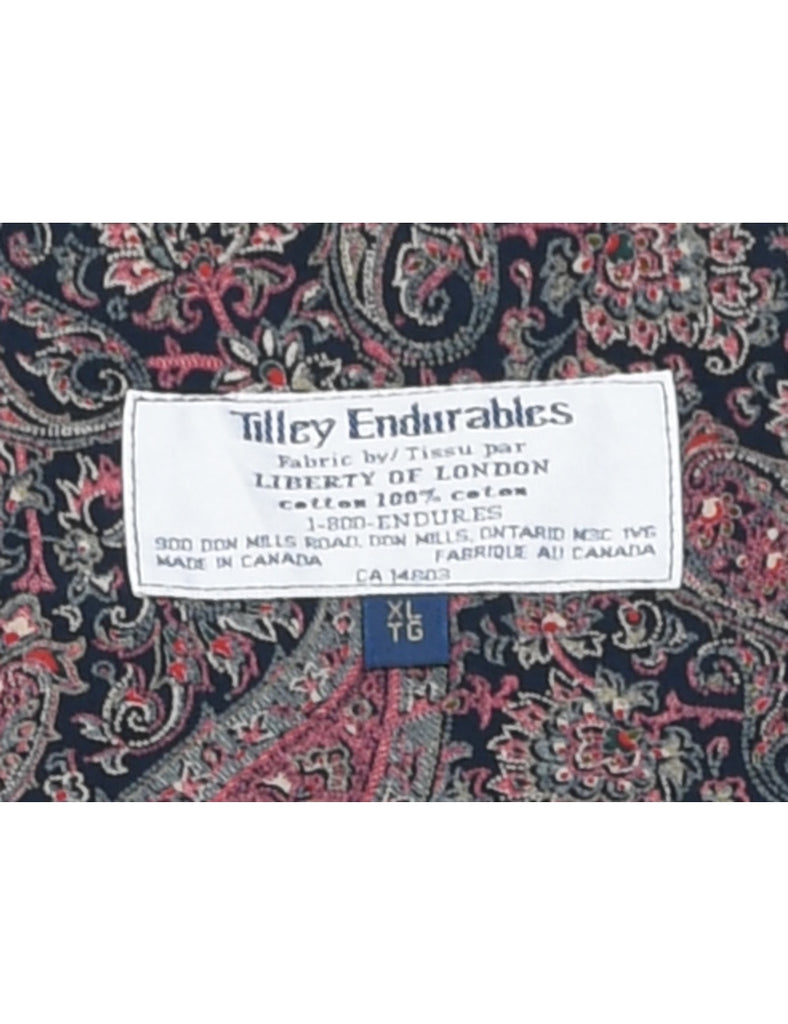 Tilley Endurables
Fabric by/Tissu par
LIBERTY OF LONDON
cotton 100% coton
1-800-ENDURES
900 DON MILLS ROAD, DON MILLS, ONTARIO M3C 1V6
MADE IN CANADA FABRIQUE AU CANADA
CA 14803
XL
TG